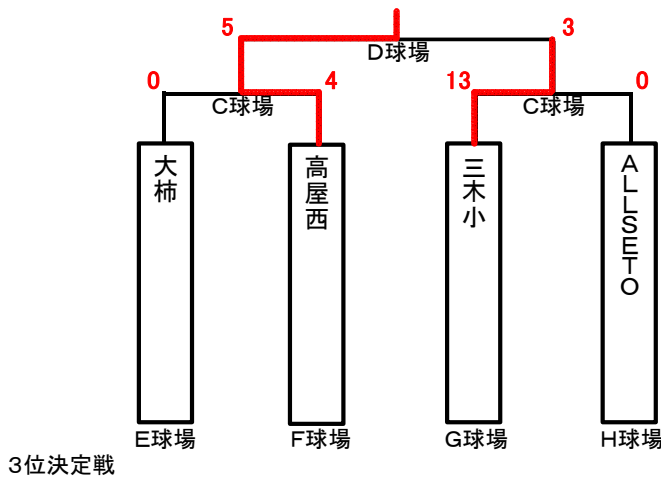 5
3
D球場
0
4
13
0
C球場
C球場
大柿
高屋西
三木小
ALLSETO
E球場
F球場
G球場
H球場
3位決定戦